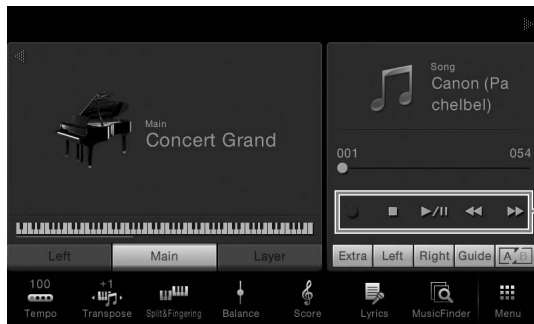 Main
Concert Grand
Left
Main
Layer
Song
Canon (Pa
chelbel)
001
054
Extra
Left
Right
Guide
A B
100
Tempo
+1
Transpose
Split&Fingering
Balance
Score
Lyrics
MusicFinder
Menu